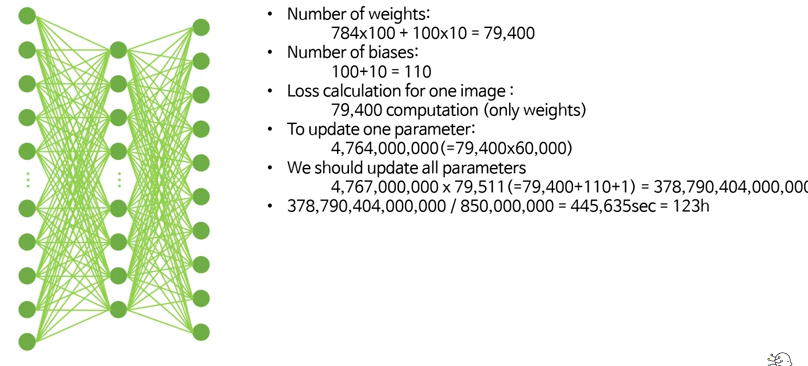 • Number of weights:
784x100 + 100x10 = 79,400
• Number of biases:
100+10 = 110
• Loss calculation for one image :
79,400 computation (only weights)
• To update one parameter:
4,764,000,000(=79,400x60,000)
• We should update all parameters
4,767,000,000 x 79,511(=79,400+110+1) = 378,790,404,000,000
• 378,790,404,000,000 / 850,000,000 = 445,635sec = 123h